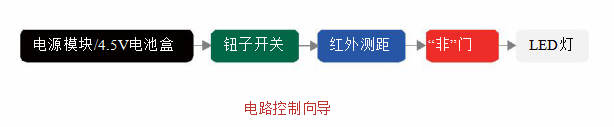 电源模块/4.5V电池盒
钮子开关
红外测距
“非”门
LED灯
电路控制向导